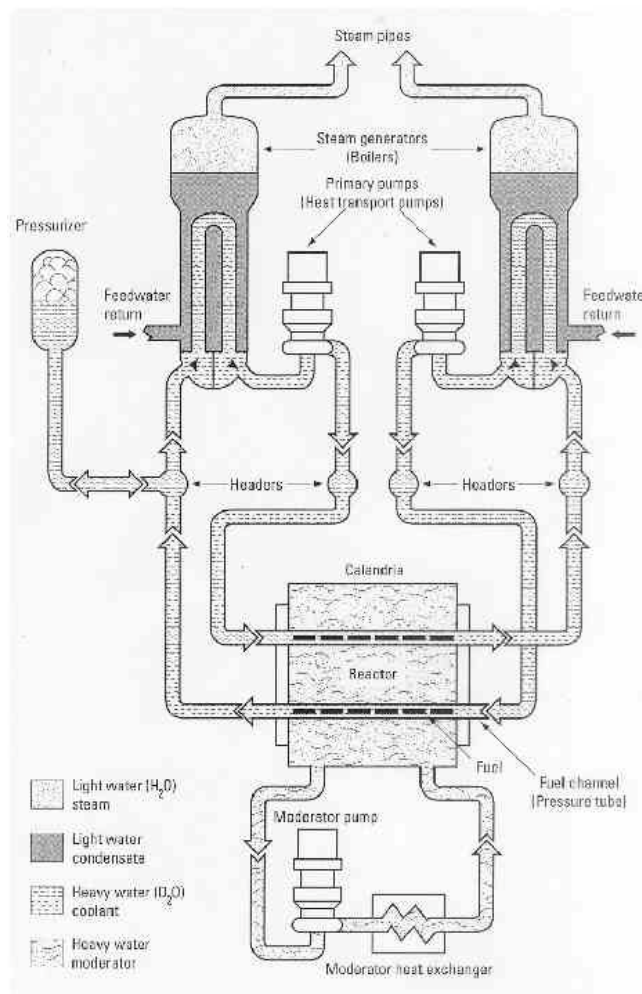 Steam pipes
Steam generators
(Boilers)
Primary pumps
(Heat transport pumps)
Pressurizer
Feedwater
return
Feedwater
return
Headers
Headers
Calandria
Reactor
Fuel
Fuel channel
(Pressure tube)
Moderator pump
Moderator heat exchanger
Light water (H₂O)
steam
Light water
condensate
Heavy water (D₂O)
coolant
Heavy water
moderator